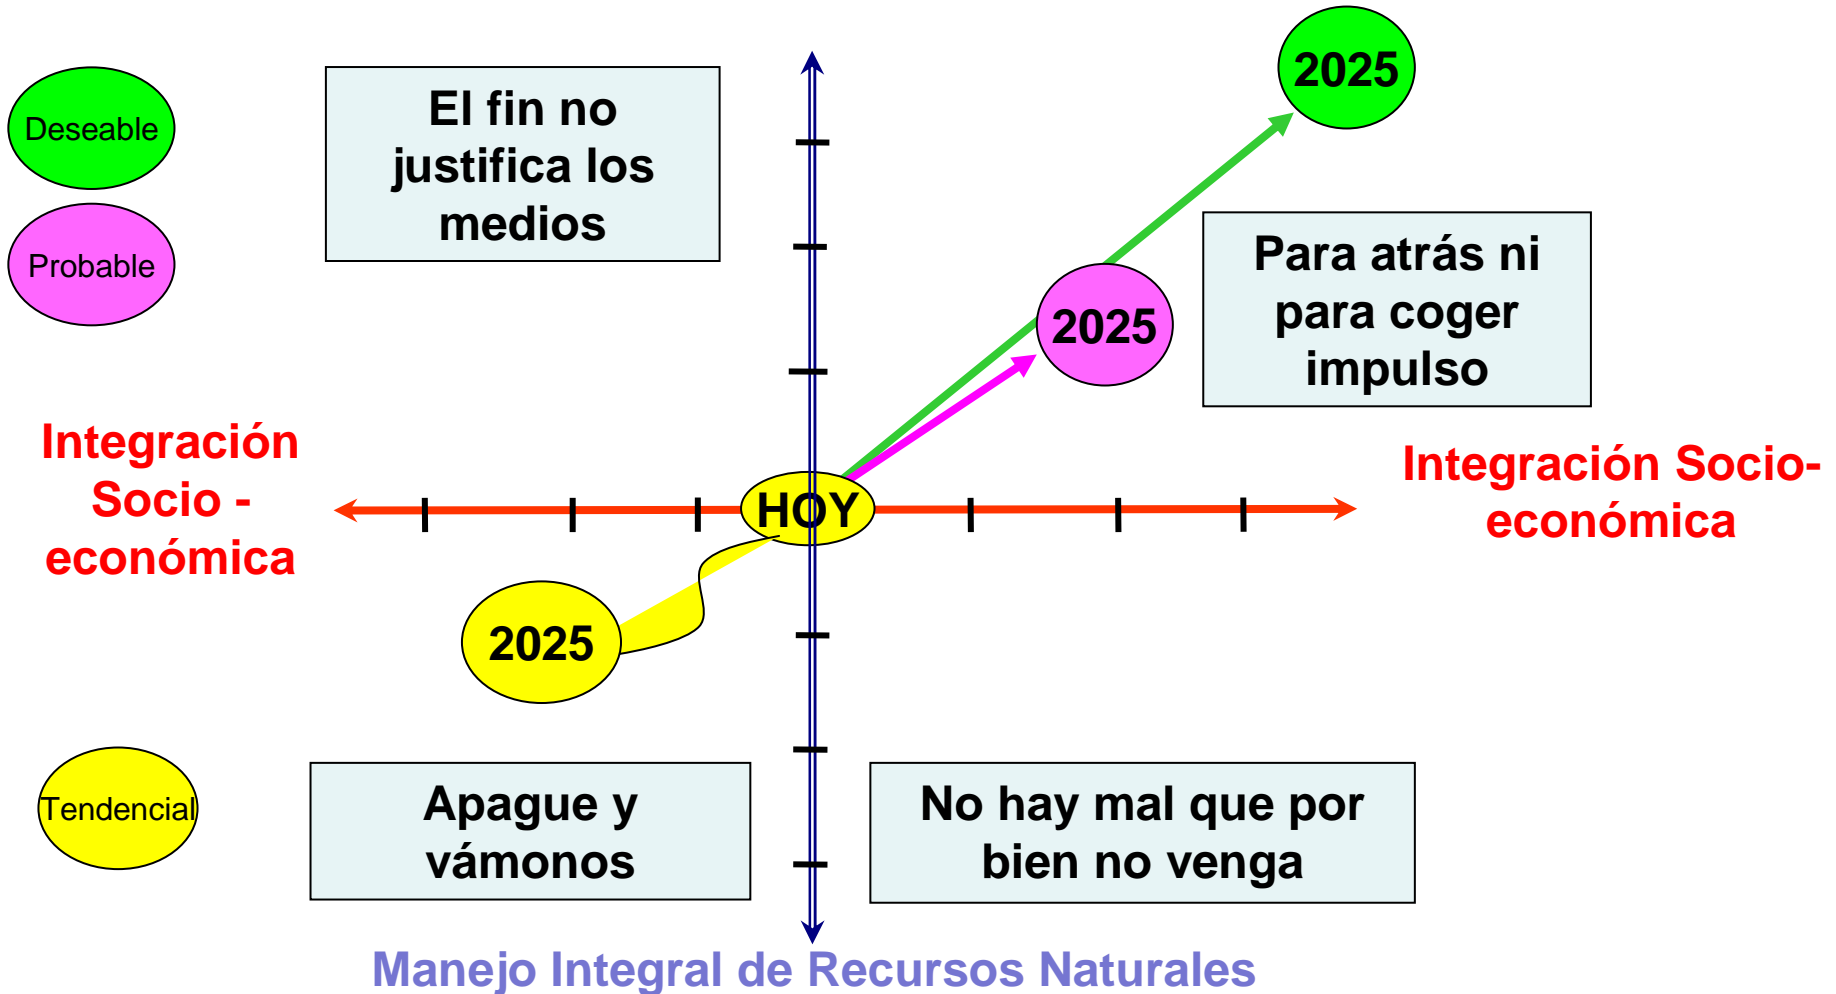 Deseable
Probable
El fin no
justifica los
medios
2025
2025
Para atrás ni
para coger
impulso
Integración
Socio -
económica
HOY
Integración Socio-
económica
2025
Tendencial
Apague y
vámonos
No hay mal que por
bien no venga
Manejo Integral de Recursos Naturales